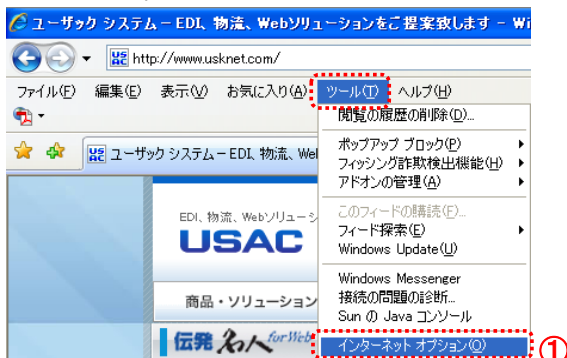 ユーザック システム - EDI、物流、Webソリューションをご提案致します - Wi
http://www.usknet.com/
ファイル(F) 編集(E) 表示(V) お気に入り(A) ツール(T) ヘルプ(H)
閲覧の履歴の削除(D)...
ポップアップ ブロック(P)
フィッシング詐欺検出機能(H)
アドオンの管理(A)
このフィードの購読(F)...
フィード探索(E)
Windows Update(U)
Windows Messenger
接続の問題の診断...
Sun の Java コンソール
インターネット オプション(O)
①
ユーザック システム - EDI、物流、Wel
EDI、物流、Webソリューシ
USAC
商品・ソリューション
伝発名人 for Web